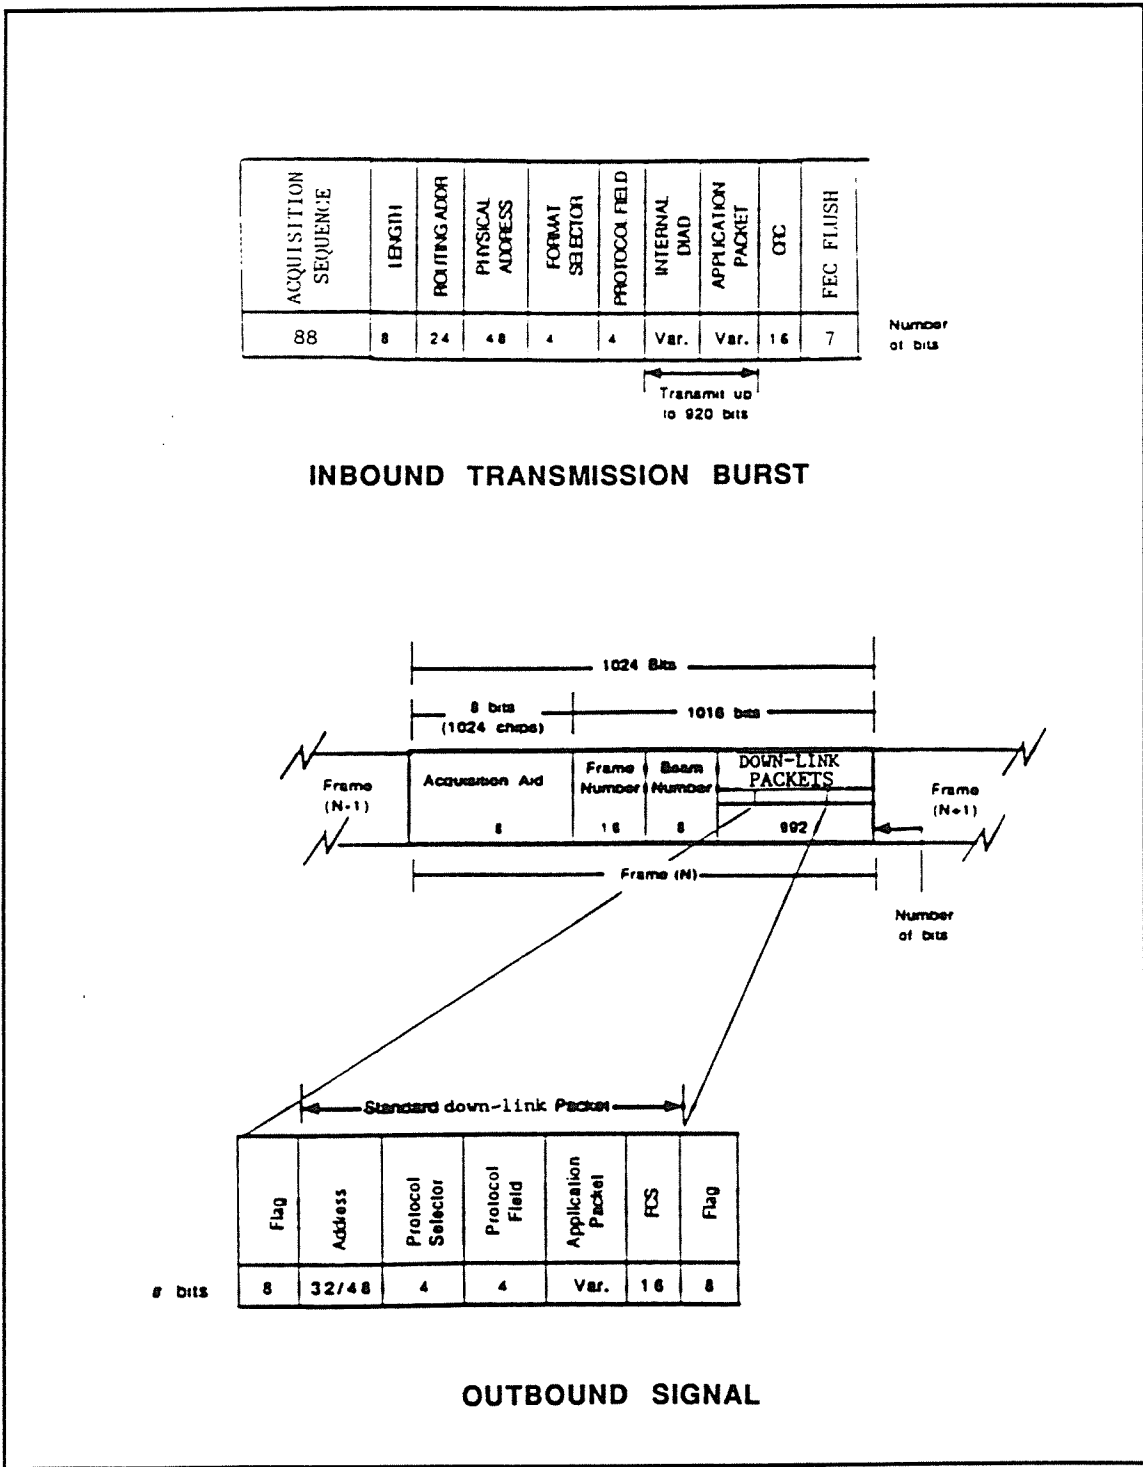 ACQUISITION
SEQUENCE
LENGTH
ROUTING ADDR
PHYSICAL
ADDRESS
FORMAT
SELECTOR
PROTOCOL FIELD
INTERNAL
DIAD
APPLICATION
PACKET
CRC
FEC FLUSH
88 8 24 48 4 4 Var. Var. 16 7
Number
of bits
Transmit up
to 920 bits
INBOUND TRANSMISSION BURST
1024 Bits
8 bits
(1024 chips)
1016 bits
Frame
(N-1)
Acquisition Aid
Frame
Number
Beam
Number
DOWN-LINK
PACKETS
Frame
(N+1)
8 16 8 992
Frame (N)
Number
of bits
Standard down-link Packet
Flag
Address
Protocol
Selector
Protocol
Field
Application
Packet
FCS
Flag
# bits 8 32/48 4 4 Var. 16 8
OUTBOUND SIGNAL